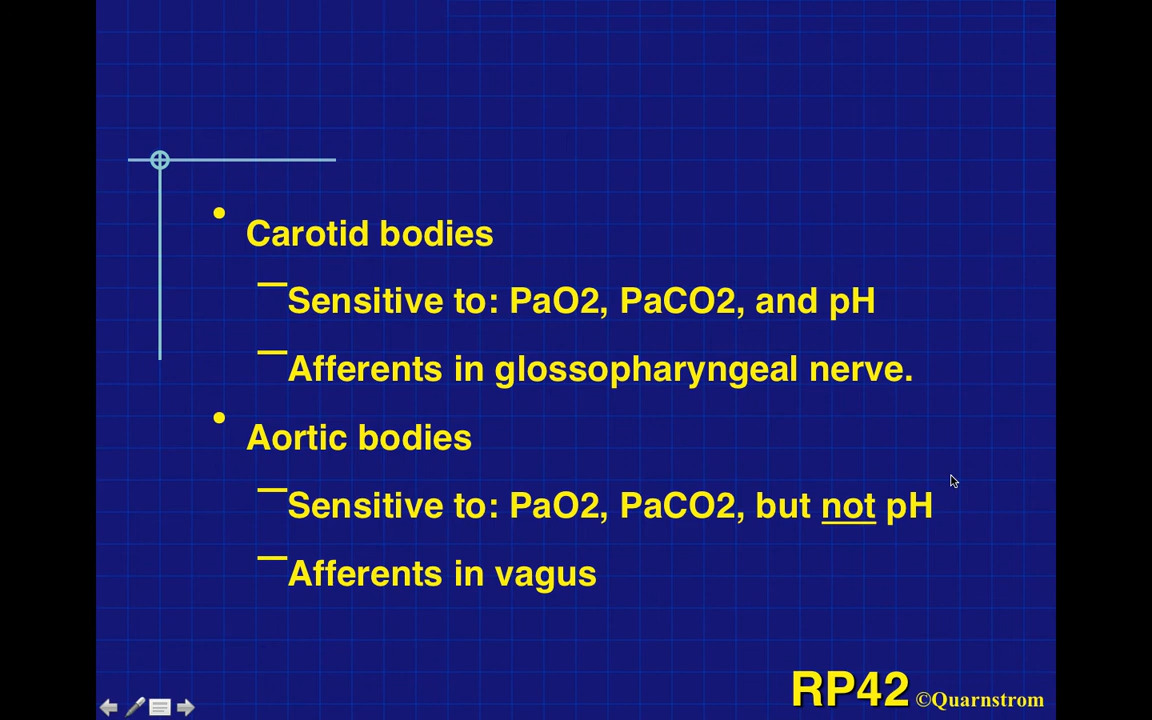 • Carotid bodies
– Sensitive to: PaO2, PaCO2, and pH
– Afferents in glossopharyngeal nerve.
• Aortic bodies
– Sensitive to: PaO2, PaCO2, but not pH
– Afferents in vagus
RP42 ©Quarnstrom